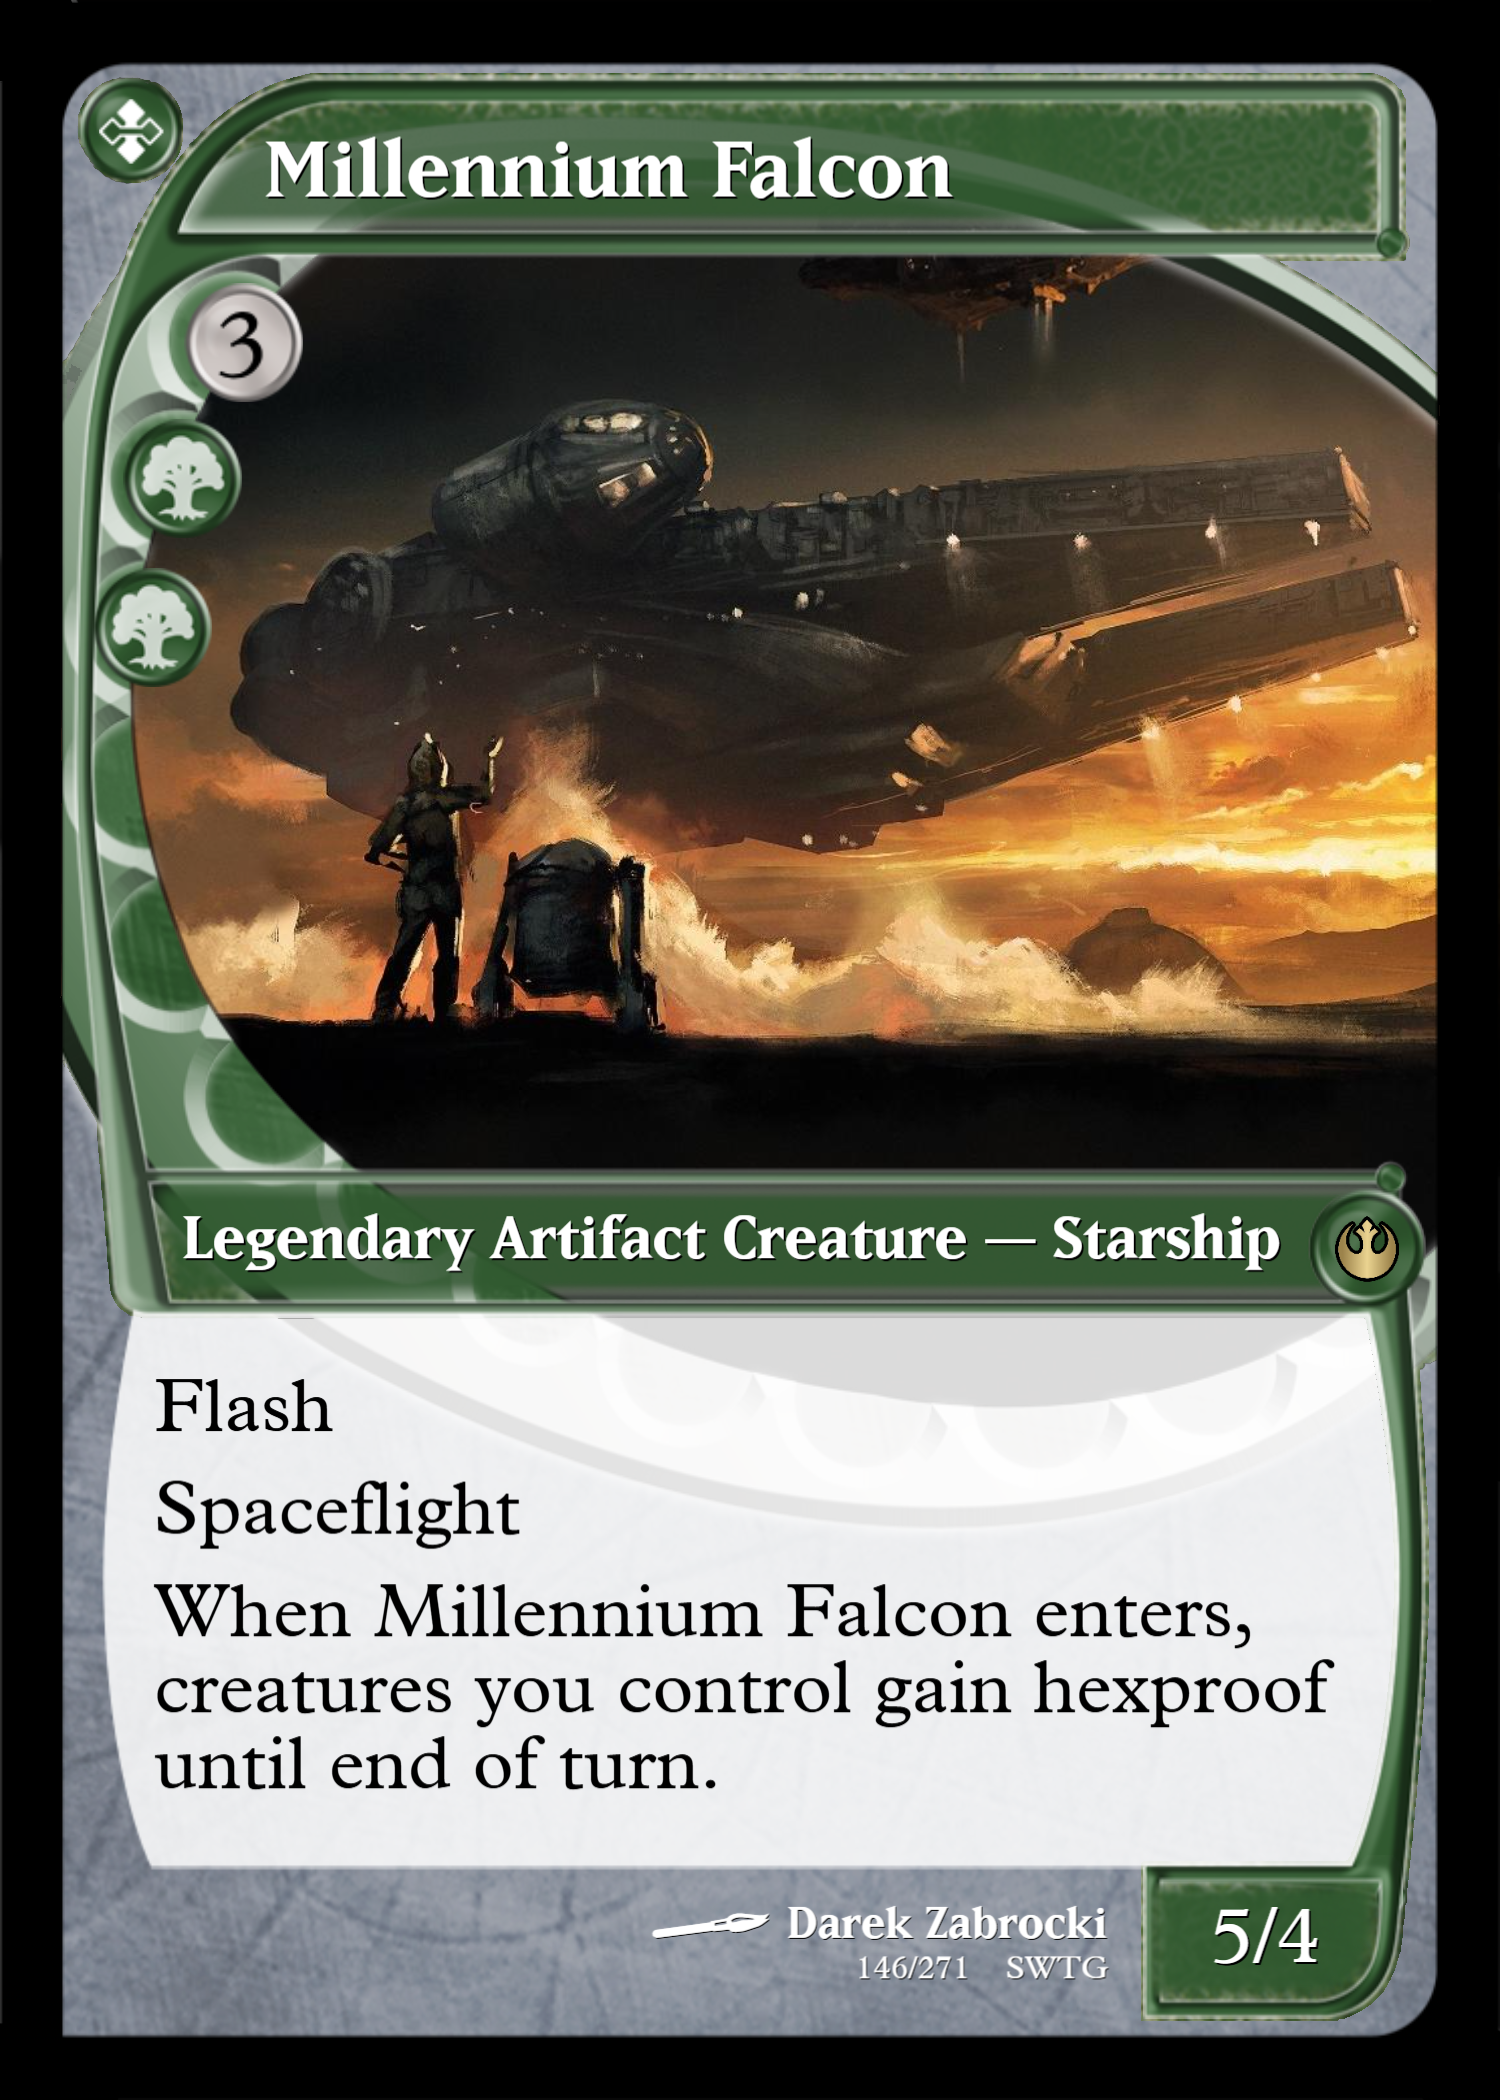 Millennium Falcon
3
Legendary Artifact Creature — Starship
Flash
Spaceflight
When Millennium Falcon enters,
creatures you control gain hexproof
until end of turn.
Darek Zabrocki
146/271 SWTG
5/4